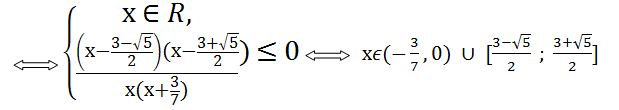 ⟺ { x ∈ R,
((x−(3−√5)/2)(x−(3+√5)/2))/(x(x+3/7)) ≤ 0 ⟺ xϵ(−3/7,0) ∪ [(3−√5)/2 ; (3+√5)/2]